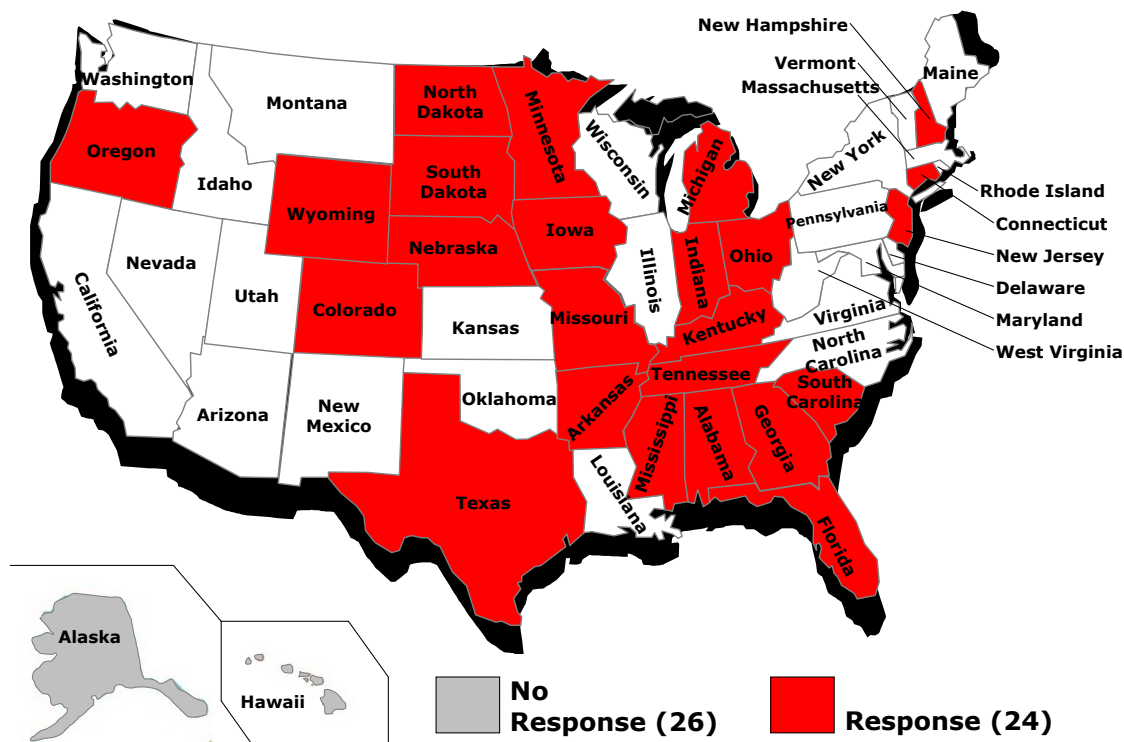 New Hampshire
Vermont
Massachusetts
Maine
Washington
Montana
North
Dakota
Minnesota
Wisconsin
Michigan
New York
Oregon
Idaho
South
Dakota
Wyoming
Rhode Island
Connecticut
Pennsylvania
Iowa
Nebraska
Ohio
Indiana
Illinois
New Jersey
Nevada
Utah
Delaware
California
Colorado
Missouri
Kansas
Kentucky
Virginia
Maryland
North
Carolina
West Virginia
Tennessee
South
Carolina
Oklahoma
Arkansas
Arizona
New
Mexico
Mississippi
Alabama
Georgia
Texas
Louisiana
Florida
Alaska
Hawaii
No
Response (26)
Response (24)